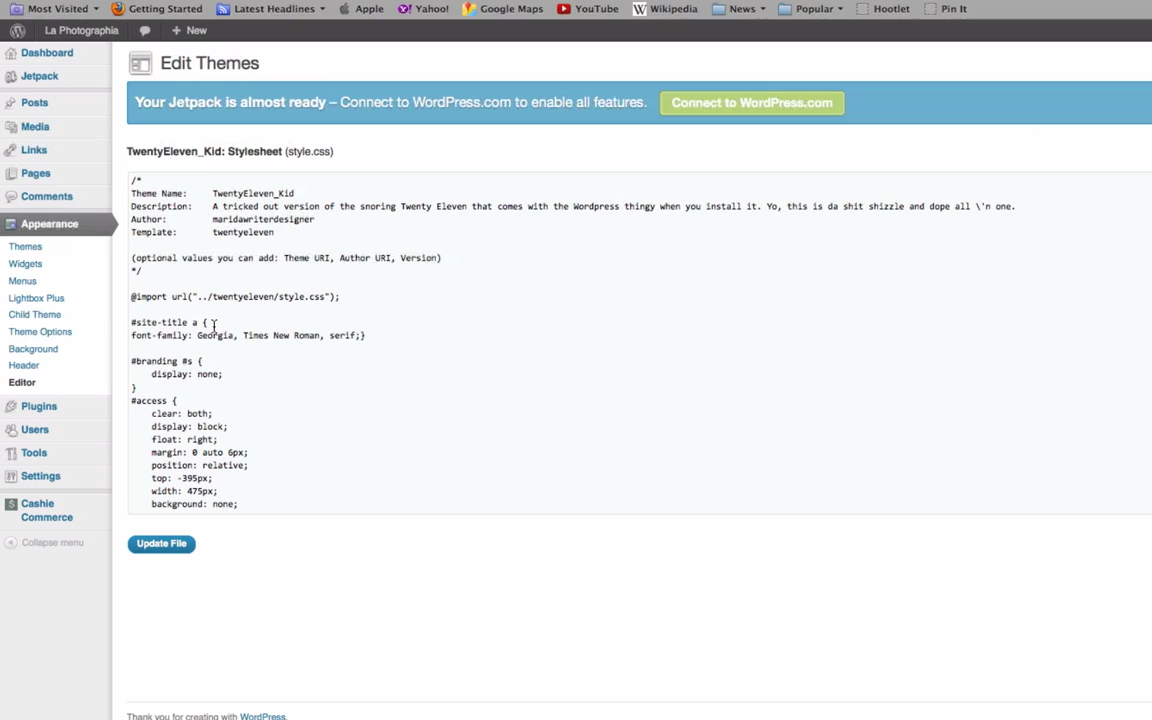 Most Visited Getting Started Latest Headlines Apple Yahoo! Google Maps YouTube Wikipedia News Popular Hootlet Pin It
La Photographia + New
Dashboard
Jetpack
Posts
Media
Links
Pages
Comments
Appearance
Themes
Widgets
Menus
Lightbox Plus
Child Theme
Theme Options
Background
Header
Editor
Plugins
Users
Tools
Settings
Cashie
Commerce
Collapse menu
Edit Themes
Your Jetpack is almost ready – Connect to WordPress.com to enable all features. Connect to WordPress.com
TwentyEleven_Kid: Stylesheet (style.css)
/*
Theme Name: TwentyEleven_Kid
Description: A tricked out version of the snoring Twenty Eleven that comes with the Wordpress thingy when you install it. Yo, this is da shit shizzle and dope all \'n one.
Author: maridawriterdesigner
Template: twentyeleven
(optional values you can add: Theme URI, Author URI, Version)
*/
@import url("../twentyeleven/style.css");
#site-title a {
font-family: Georgia, Times New Roman, serif;}
#branding #s {
display: none;
}
#access {
clear: both;
display: block;
float: right;
margin: 0 auto 6px;
position: relative;
top: -395px;
width: 475px;
background: none;
Update File
Thank you for creating with WordPress.